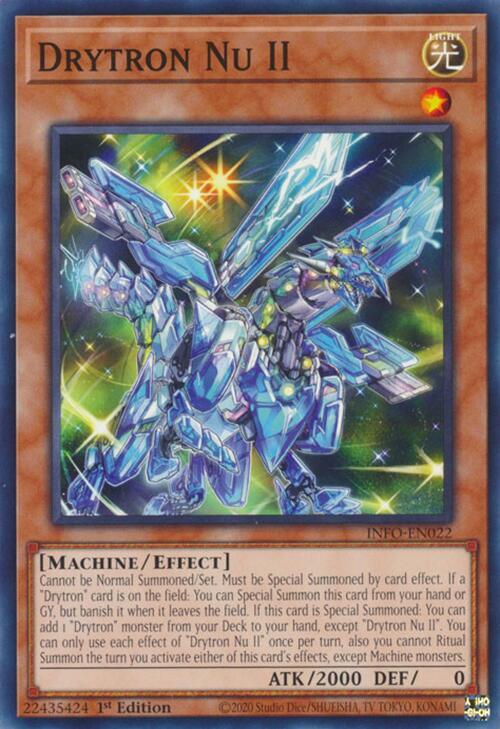 DRYTRON NU II
LIGHT
光
INFO-EN022
[MACHINE/EFFECT]
Cannot be Normal Summoned/Set. Must be Special Summoned by card effect. If a
"Drytron" card is on the field: You can Special Summon this card from your hand or
GY, but banish it when it leaves the field. If this card is Special Summoned: You can
add 1 "Drytron" monster from your Deck to your hand, except "Drytron Nu II". You
can only use each effect of "Drytron Nu II" once per turn, also you cannot Ritual
Summon the turn you activate either of this card's effects, except Machine monsters.
ATK/2000 DEF/ 0
22435424 1st Edition ©2020 Studio Dice/SHUEISHA, TV TOKYO, KONAMI